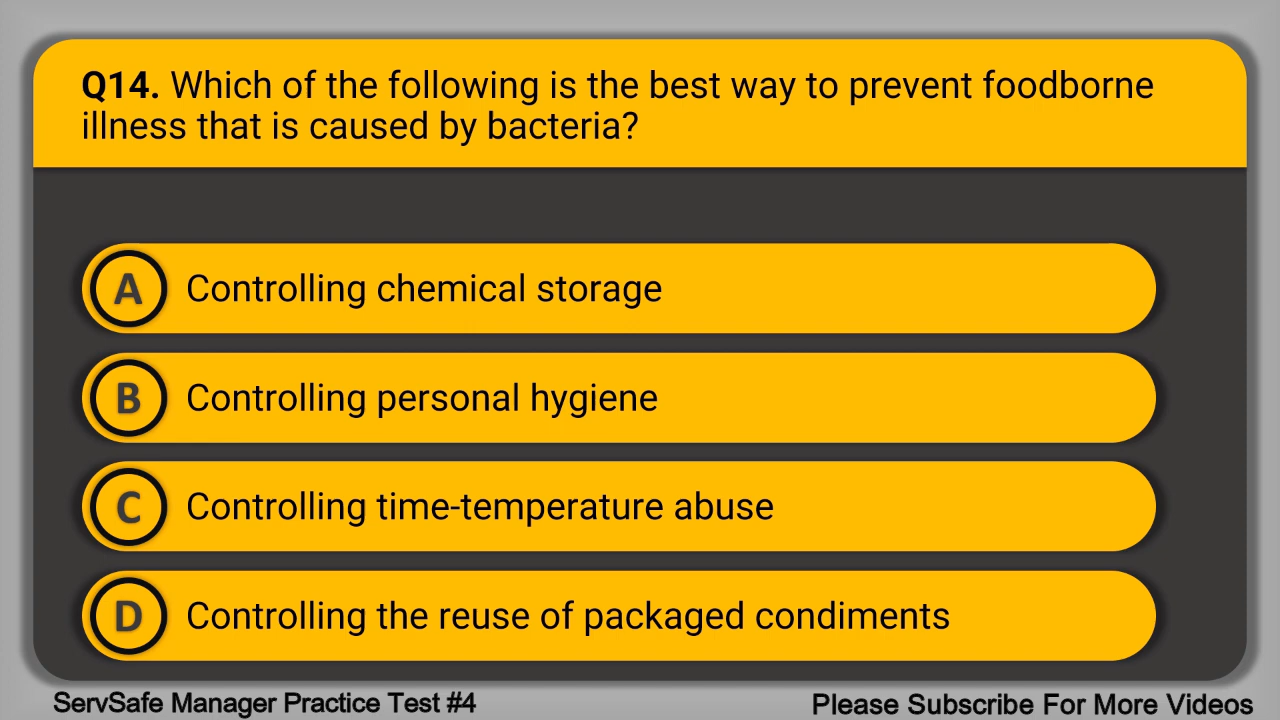 Q14. Which of the following is the best way to prevent foodborne
illness that is caused by bacteria?
A Controlling chemical storage
B Controlling personal hygiene
C Controlling time-temperature abuse
D Controlling the reuse of packaged condiments
ServSafe Manager Practice Test #4
Please Subscribe For More Videos